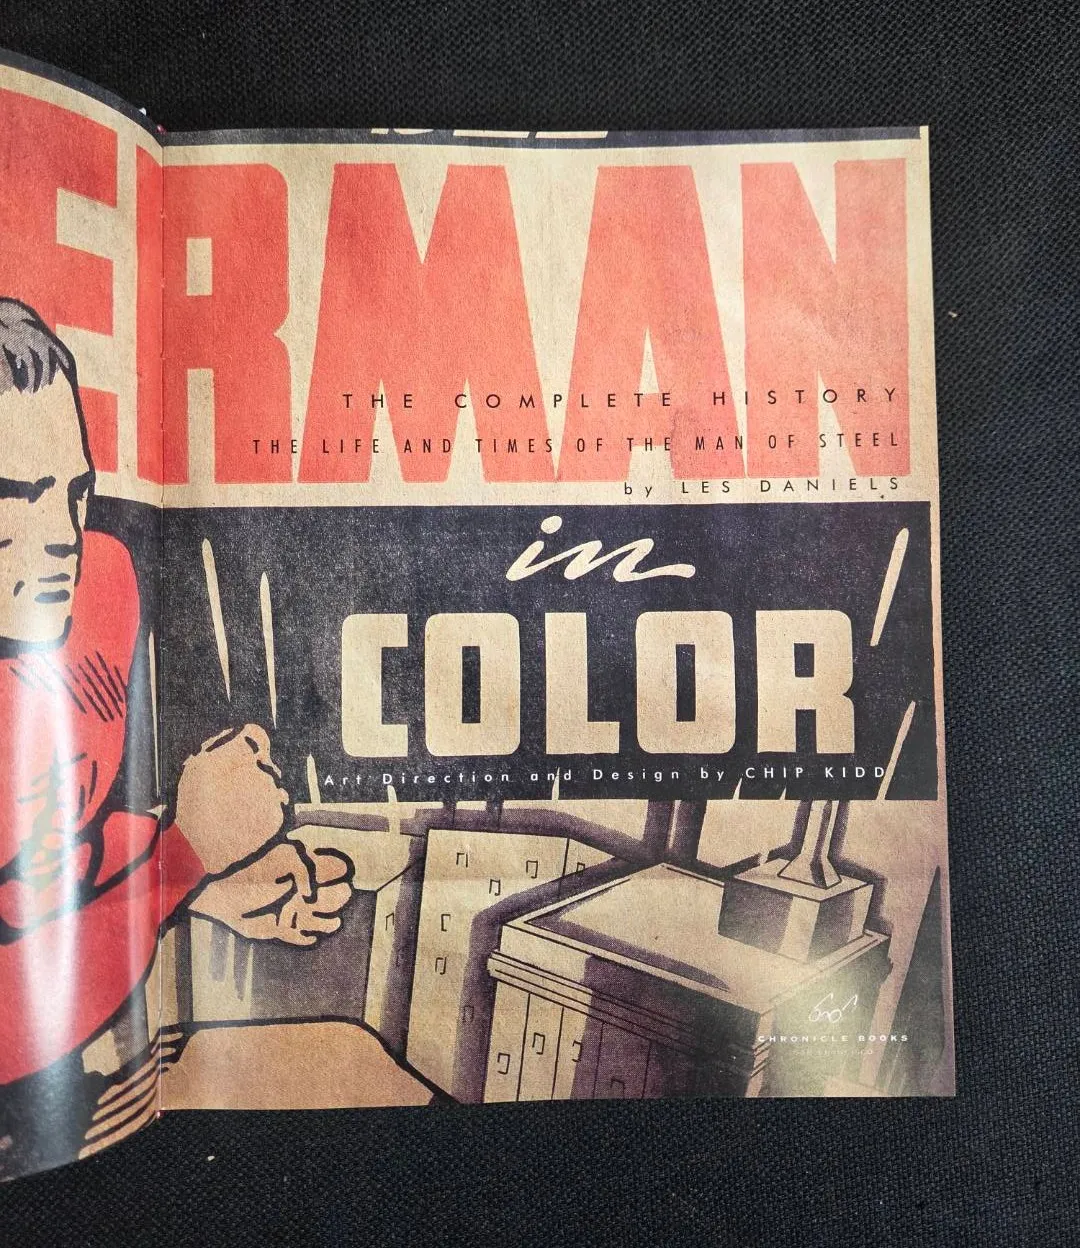 ERMAN
THE COMPLETE HISTORY
THE LIFE AND TIMES OF THE MAN OF STEEL
by LES DANIELS
in
COLOR
Art Direction and Design by CHIP KIDD
CHRONICLE BOOKS